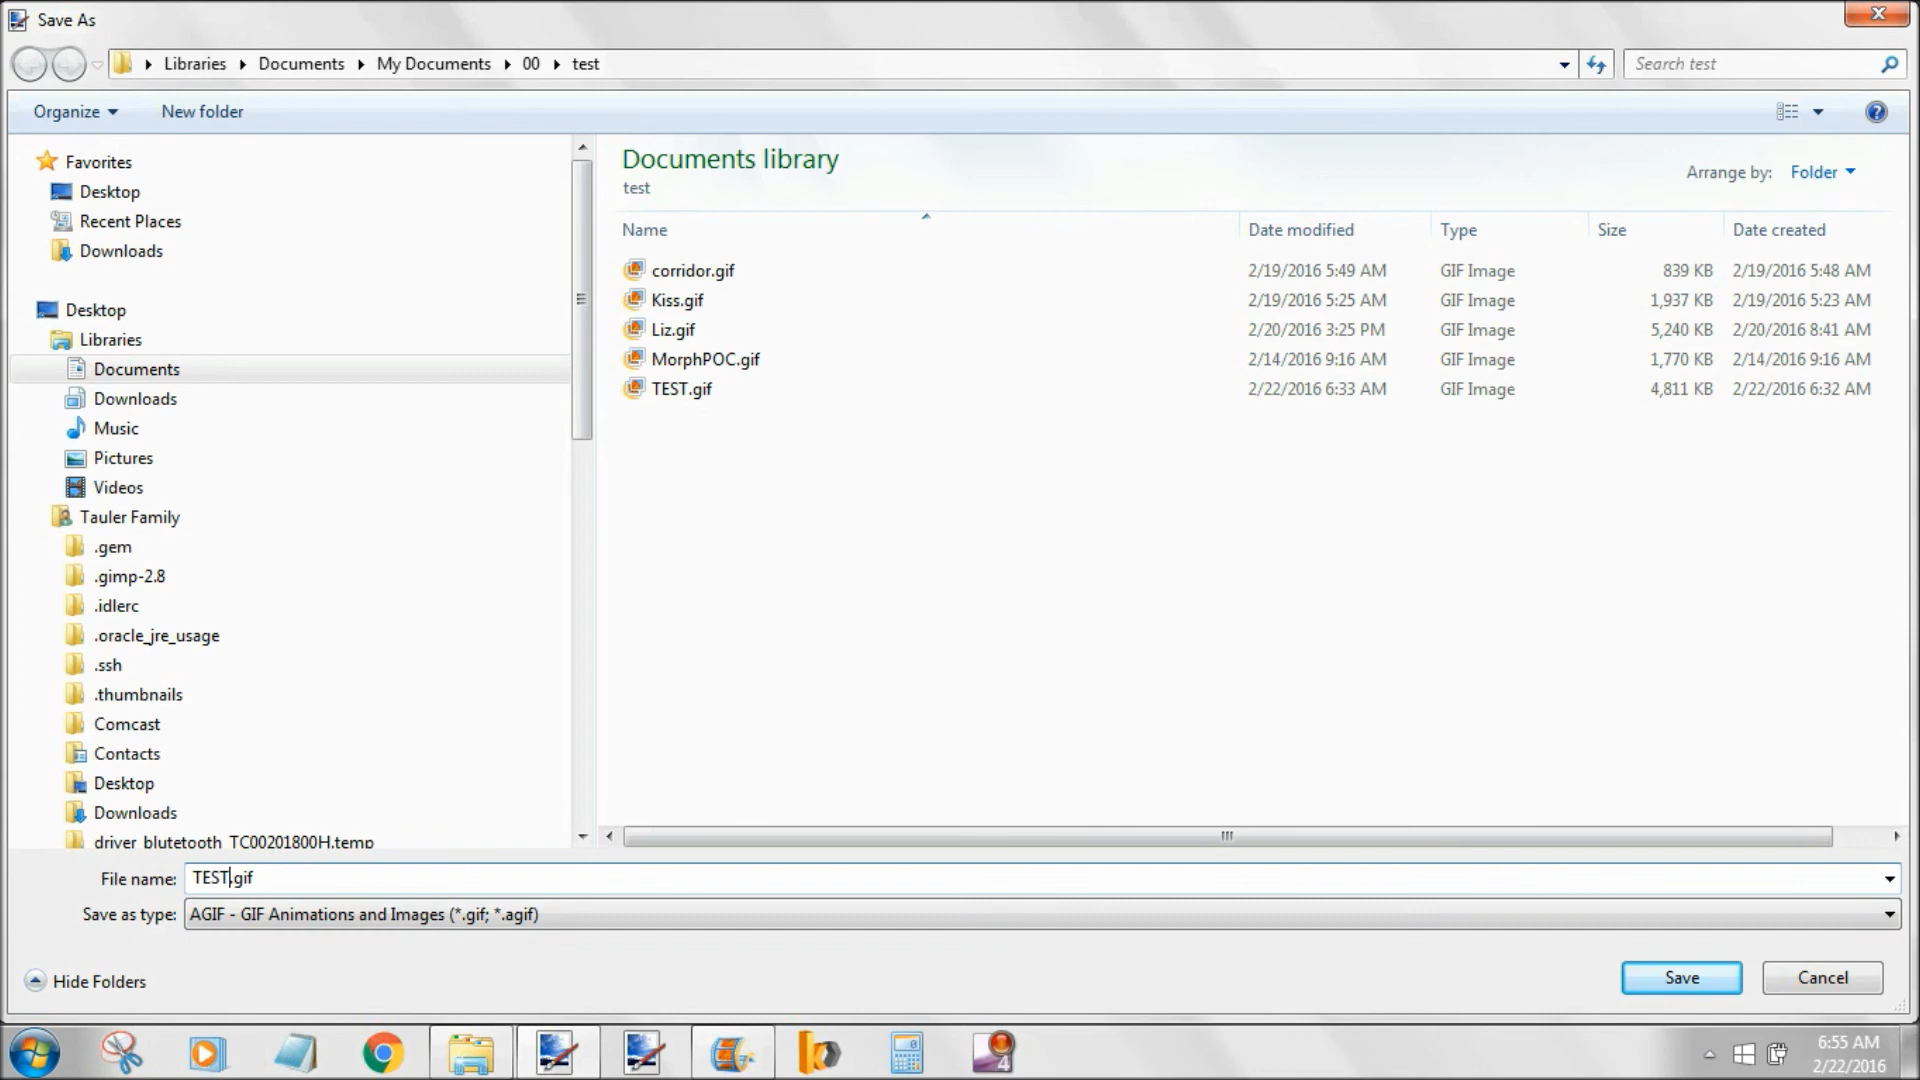 Save As
Libraries Documents My Documents 00 test
Search test
Organize New folder
Favorites
Desktop
Recent Places
Downloads
Desktop
Libraries
Documents
Downloads
Music
Pictures
Videos
Tauler Family
.gem
.gimp-2.8
.idlerc
.oracle_jre_usage
.ssh
.thumbnails
Comcast
Contacts
Desktop
Downloads
driver_blutetooth_TC00201800H.temp
Documents library
test
Arrange by: Folder
Name Date modified Type Size Date created
corridor.gif 2/19/2016 5:49 AM GIF Image 839 KB 2/19/2016 5:48 AM
Kiss.gif 2/19/2016 5:25 AM GIF Image 1,937 KB 2/19/2016 5:23 AM
Liz.gif 2/20/2016 3:25 PM GIF Image 5,240 KB 2/20/2016 8:41 AM
MorphPOC.gif 2/14/2016 9:16 AM GIF Image 1,770 KB 2/14/2016 9:16 AM
TEST.gif 2/22/2016 6:33 AM GIF Image 4,811 KB 2/22/2016 6:32 AM
File name: TEST.gif
Save as type: AGIF - GIF Animations and Images (*.gif; *.agif)
Hide Folders
Save Cancel
6:55 AM
2/22/2016